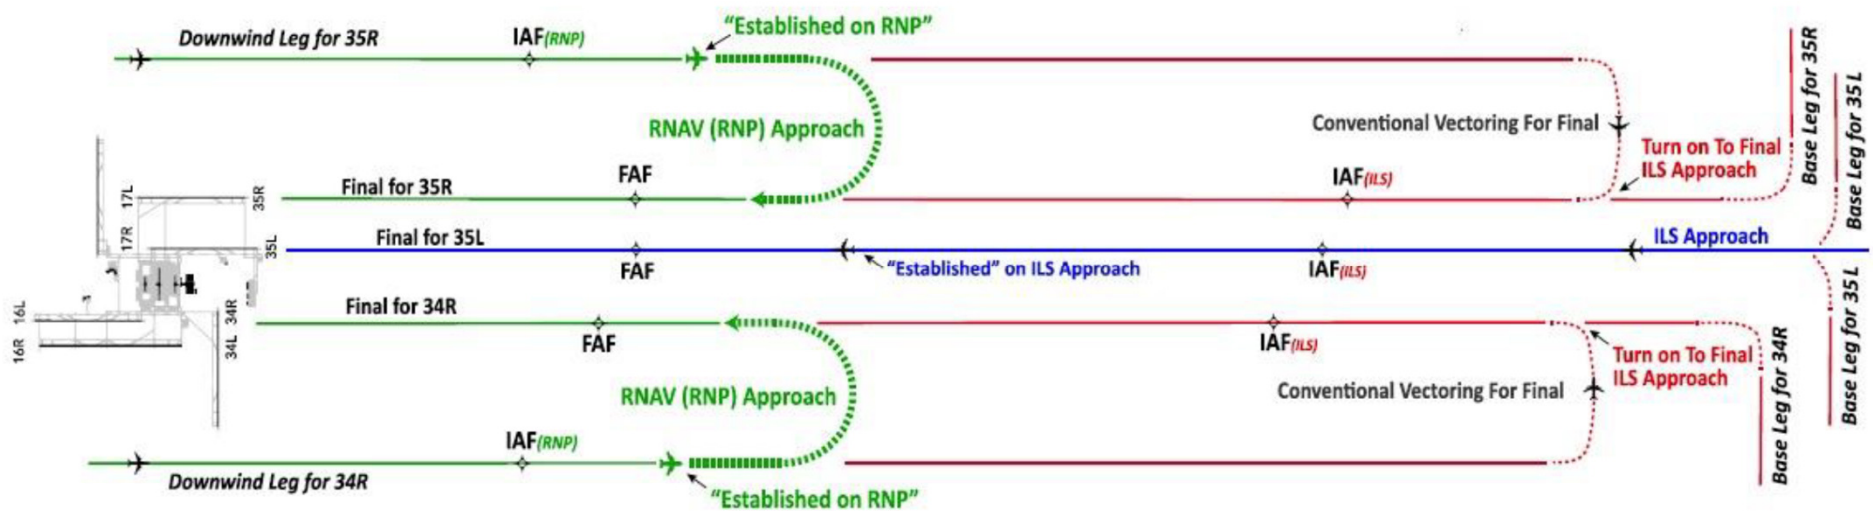 Downwind Leg for 35R
IAF(RNP)
"Established on RNP"
RNAV (RNP) Approach
Conventional Vectoring For Final
Turn on To Final
ILS Approach
Base Leg for 35R
Base Leg for 35 L
17L
35R
Final for 35R
FAF
IAF(ILS)
17R
35L
Final for 35L
FAF
"Established" on ILS Approach
IAF(ILS)
ILS Approach
16L
16R
34R
34L
Final for 34R
FAF
IAF(ILS)
RNAV (RNP) Approach
Conventional Vectoring For Final
Turn on To Final
ILS Approach
Base Leg for 34R
Base Leg for 35 L
IAF(RNP)
Downwind Leg for 34R
"Established on RNP"